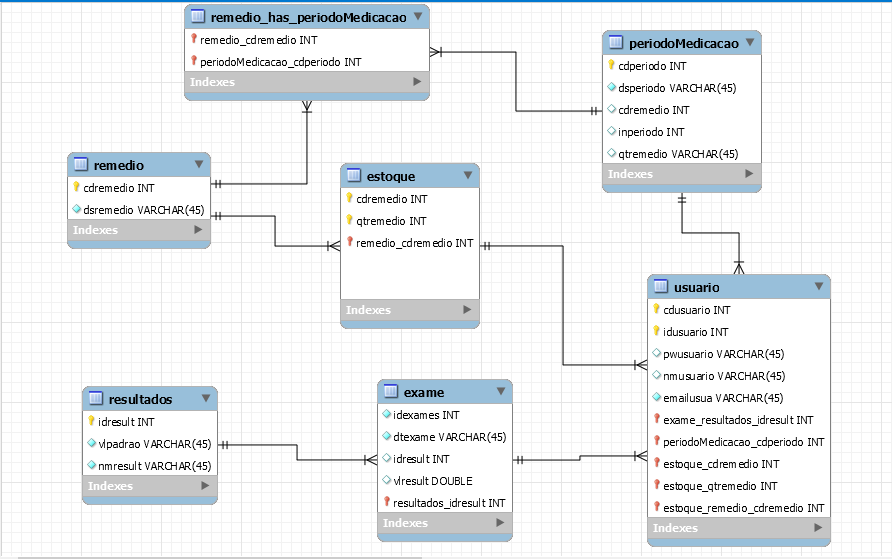 remedio_has_periodoMedicacao
remedio_cdremedio INT
periodoMedicacao_cdperiodo INT
Indexes
periodoMedicacao
cdperiodo INT
dsperiodo VARCHAR(45)
cdremedio INT
inperiodo INT
qtremedio VARCHAR(45)
Indexes
remedio
cdremedio INT
dsremedio VARCHAR(45)
Indexes
estoque
cdremedio INT
qtremedio INT
remedio_cdremedio INT
Indexes
usuario
cdusuario INT
idusuario INT
pwusuario VARCHAR(45)
nmusuario VARCHAR(45)
emailusua VARCHAR(45)
exame_resultados_idresult INT
periodoMedicacao_cdperiodo INT
estoque_cdremedio INT
estoque_qtremedio INT
estoque_remedio_cdremedio INT
Indexes
resultados
idresult INT
vlpadrao VARCHAR(45)
nmresult VARCHAR(45)
Indexes
exame
idexames INT
dtexame VARCHAR(45)
idresult INT
vlresult DOUBLE
resultados_idresult INT
Indexes